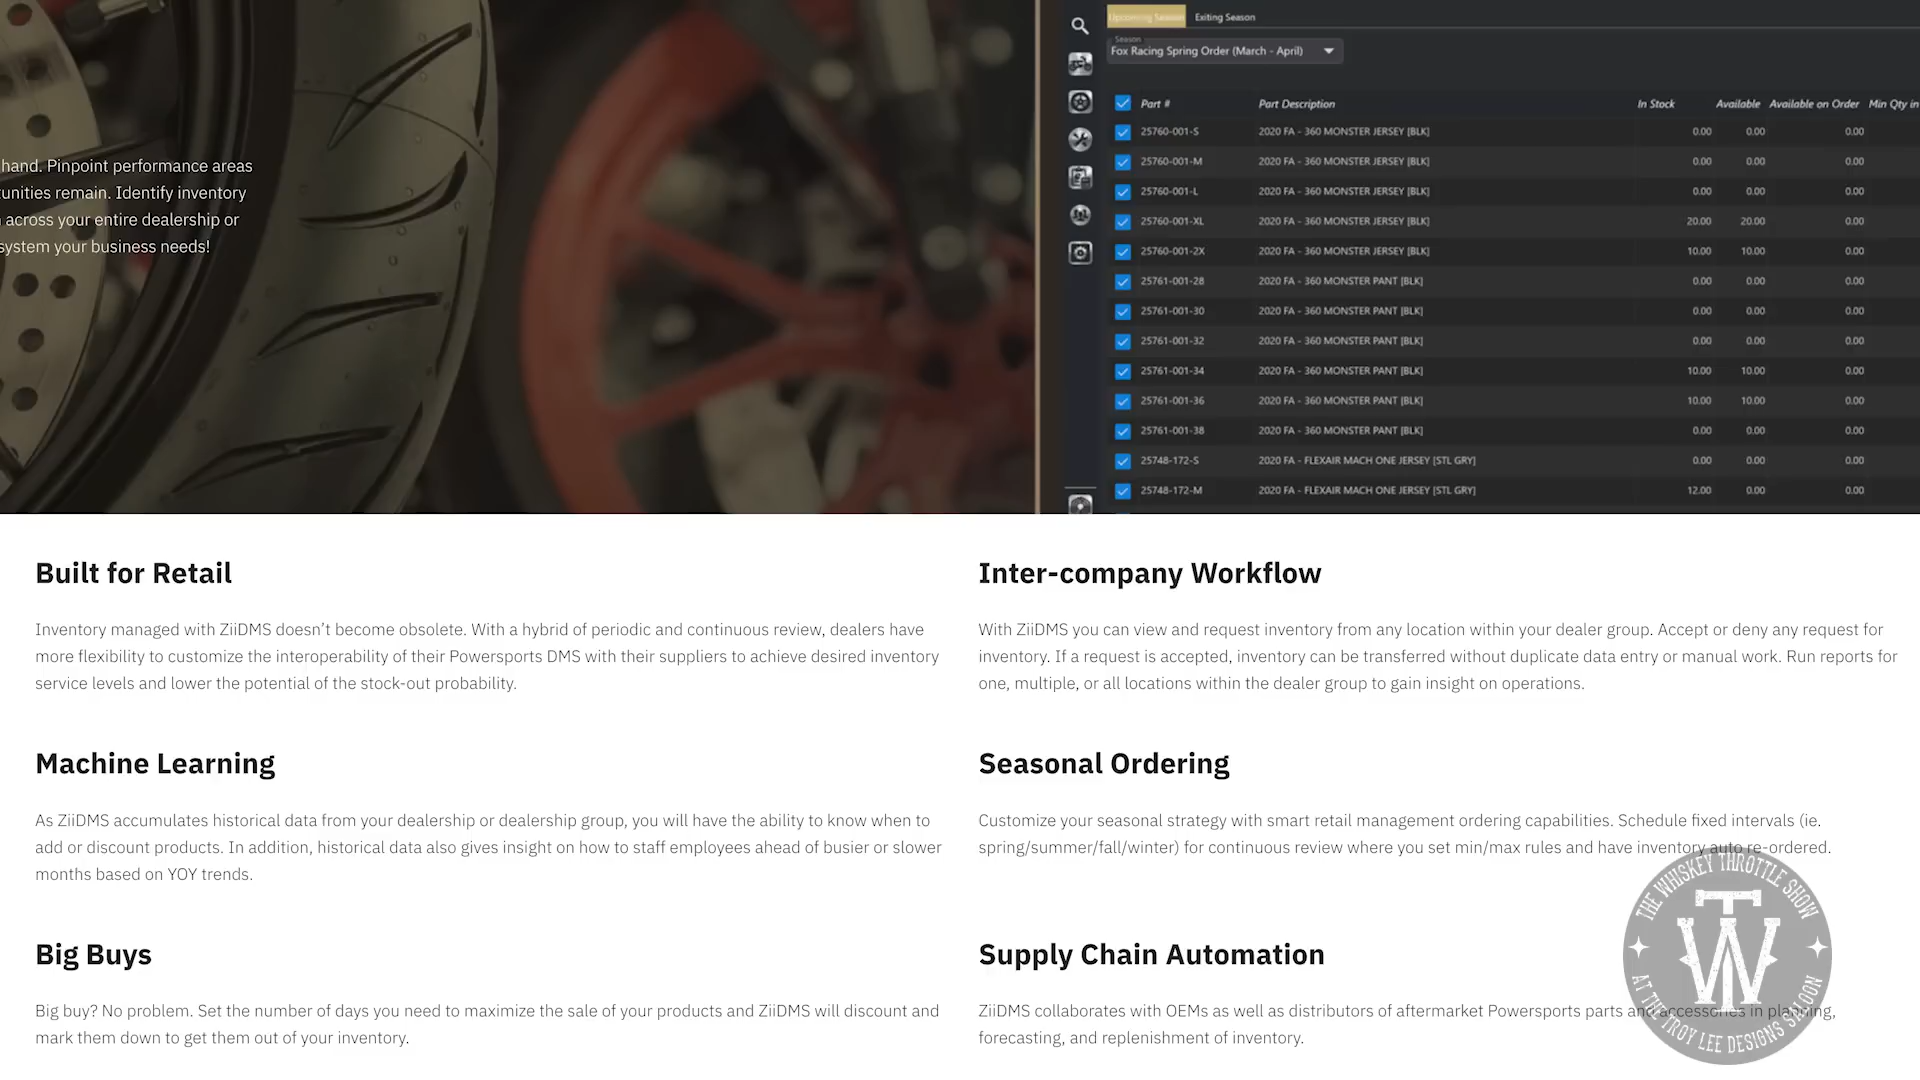 hand. Pinpoint performance areas
unities remain. Identify inventory
across your entire dealership or
system your business needs!
Upcoming Season Exiting Season
Season
Fox Racing Spring Order (March - April)
Part # Part Description In Stock Available Available on Order Min Qty in
25760-001-S 2020 FA - 360 MONSTER JERSEY [BLK] 0.00 0.00 0.00
25760-001-M 2020 FA - 360 MONSTER JERSEY [BLK] 0.00 0.00 0.00
25760-001-L 2020 FA - 360 MONSTER JERSEY [BLK] 0.00 0.00 0.00
25760-001-XL 2020 FA - 360 MONSTER JERSEY [BLK] 20.00 20.00 0.00
25760-001-2X 2020 FA - 360 MONSTER JERSEY [BLK] 10.00 10.00 0.00
25761-001-28 2020 FA - 360 MONSTER PANT [BLK] 0.00 0.00 0.00
25761-001-30 2020 FA - 360 MONSTER PANT [BLK] 0.00 0.00 0.00
25761-001-32 2020 FA - 360 MONSTER PANT [BLK] 0.00 0.00 0.00
25761-001-34 2020 FA - 360 MONSTER PANT [BLK] 10.00 10.00 0.00
25761-001-36 2020 FA - 360 MONSTER PANT [BLK] 10.00 10.00 0.00
25761-001-38 2020 FA - 360 MONSTER PANT [BLK] 0.00 0.00 0.00
25748-172-S 2020 FA - FLEXAIR MACH ONE JERSEY [STL GRY] 0.00 0.00 0.00
25748-172-M 2020 FA - FLEXAIR MACH ONE JERSEY [STL GRY] 12.00 0.00 0.00
Built for Retail
Inventory managed with ZiiDMS doesn’t become obsolete. With a hybrid of periodic and continuous review, dealers have
more flexibility to customize the interoperability of their Powersports DMS with their suppliers to achieve desired inventory
service levels and lower the potential of the stock-out probability.
Inter-company Workflow
With ZiiDMS you can view and request inventory from any location within your dealer group. Accept or deny any request for
inventory. If a request is accepted, inventory can be transferred without duplicate data entry or manual work. Run reports for
one, multiple, or all locations within the dealer group to gain insight on operations.
Machine Learning
As ZiiDMS accumulates historical data from your dealership or dealership group, you will have the ability to know when to
add or discount products. In addition, historical data also gives insight on how to staff employees ahead of busier or slower
months based on YOY trends.
Seasonal Ordering
Customize your seasonal strategy with smart retail management ordering capabilities. Schedule fixed intervals (ie.
spring/summer/fall/winter) for continuous review where you set min/max rules and have inventory auto re-ordered.
Big Buys
Big buy? No problem. Set the number of days you need to maximize the sale of your products and ZiiDMS will discount and
mark them down to get them out of your inventory.
Supply Chain Automation
ZiiDMS collaborates with OEMs as well as distributors of aftermarket Powersports parts and accessories in planning,
forecasting, and replenishment of inventory.
THE WHISKEY THROTTLE SHOW
WT
AT THE TROY LEE DESIGNS SALOON